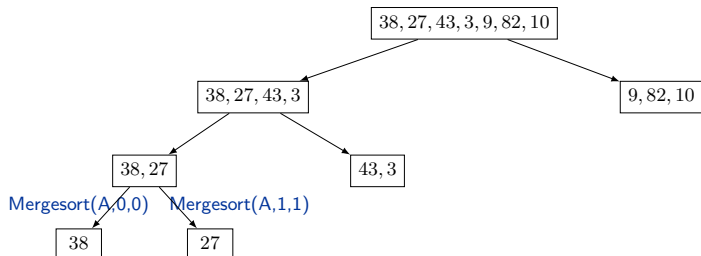 38, 27, 43, 3, 9, 82, 10
38, 27, 43, 3
9, 82, 10
38, 27
43, 3
Mergesort(A,0,0)
Mergesort(A,1,1)
38
27